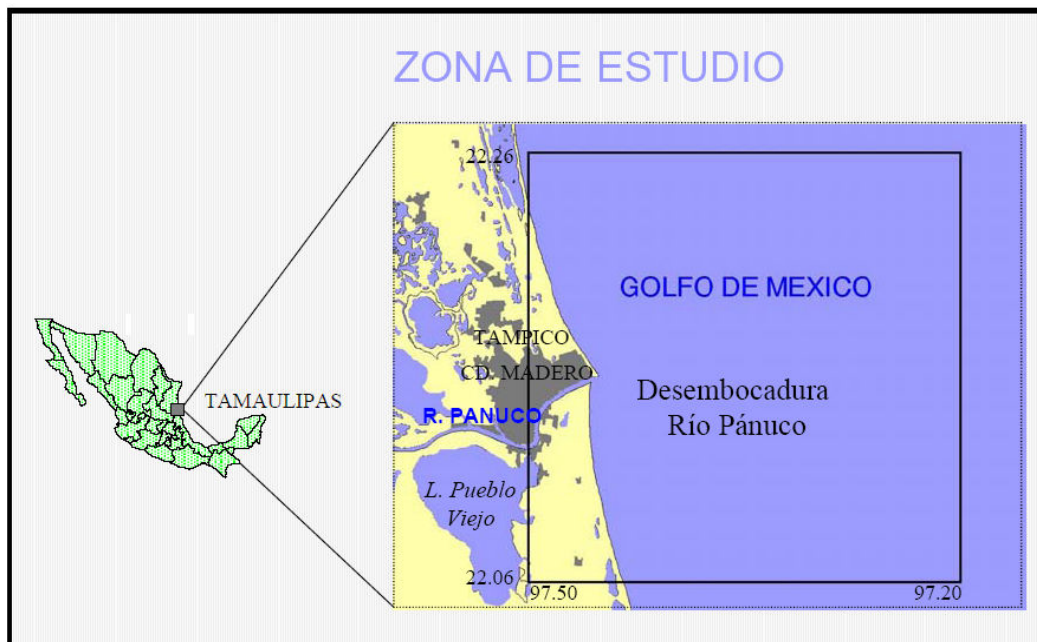 ZONA DE ESTUDIO
22.26
GOLFO DE MEXICO
TAMPICO
CD. MADERO
Desembocadura
Río Pánuco
TAMAULIPAS
R. PANUCO
L. Pueblo
Viejo
22.06
97.50
97.20